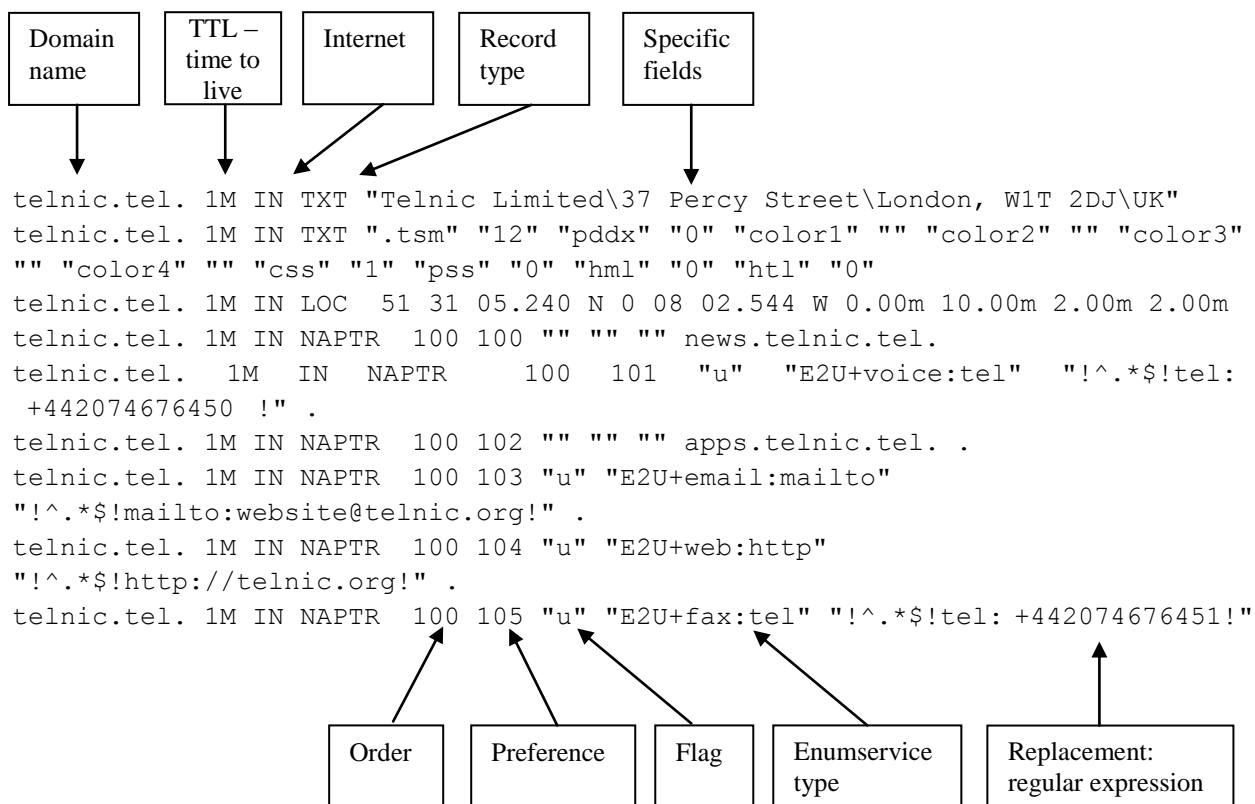 Domain name
TTL – time to live
Internet
Record type
Specific fields
telnic.tel. 1M IN TXT "Telnic Limited\37 Percy Street\London, W1T 2DJ\UK"
telnic.tel. 1M IN TXT ".tsm" "12" "pddx" "0" "color1" "" "color2" "" "color3"
"" "color4" "" "css" "1" "pss" "0" "hml" "0" "htl" "0"
telnic.tel. 1M IN LOC 51 31 05.240 N 0 08 02.544 W 0.00m 10.00m 2.00m 2.00m
telnic.tel. 1M IN NAPTR 100 100 "" "" "" news.telnic.tel.
telnic.tel. 1M IN NAPTR 100 101 "u" "E2U+voice:tel" "!^.*$!tel:
+442074676450 !" .
telnic.tel. 1M IN NAPTR 100 102 "" "" "" apps.telnic.tel. .
telnic.tel. 1M IN NAPTR 100 103 "u" "E2U+email:mailto"
"!^.*$!mailto:website@telnic.org!" .
telnic.tel. 1M IN NAPTR 100 104 "u" "E2U+web:http"
"!^.*$!http://telnic.org!" .
telnic.tel. 1M IN NAPTR 100 105 "u" "E2U+fax:tel" "!^.*$!tel: +442074676451!"
Order
Preference
Flag
Enumservice type
Replacement: regular expression